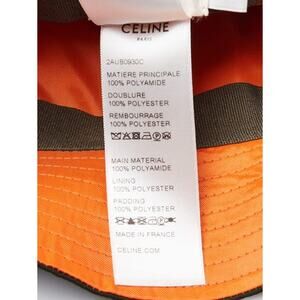 CELINE
PARIS
2AUB0930C
MATIERE PRINCIPALE
100% POLYAMIDE
DOUBLURE
100% POLYESTER
REMBOURRAGE
100% POLYESTER
MAIN MATERIAL
100% POLYAMIDE
LINING
100% POLYESTER
PADDING
100% POLYESTER
MADE IN FRANCE
CELINE.COM